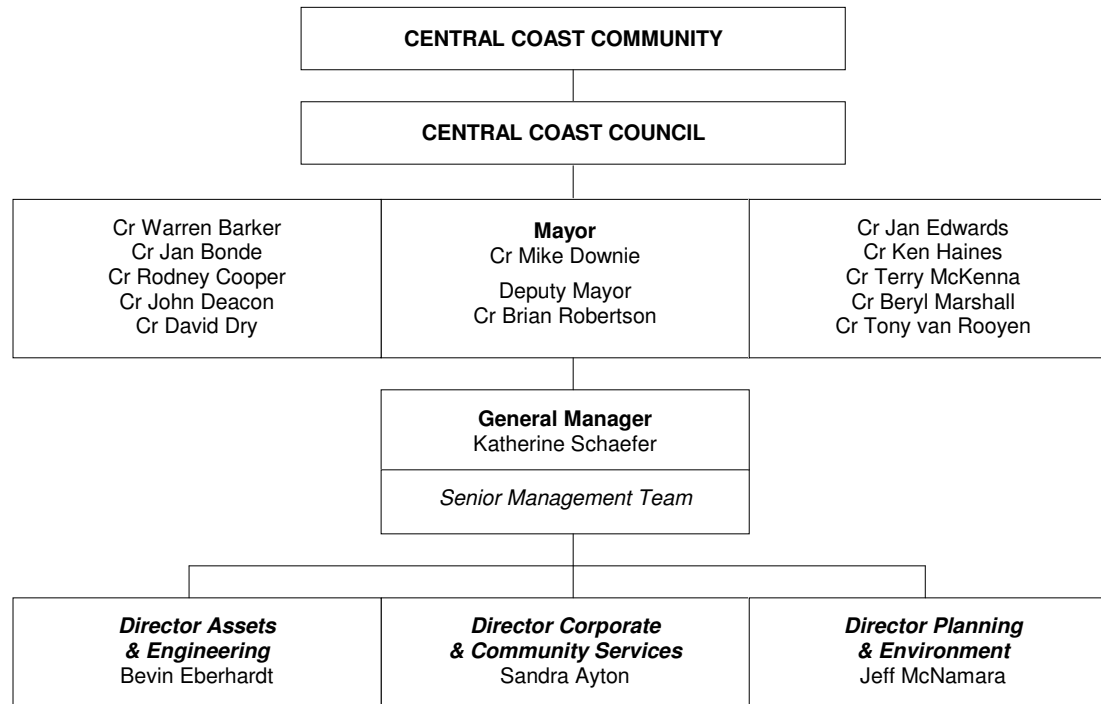 CENTRAL COAST COMMUNITY
CENTRAL COAST COUNCIL
Cr Warren Barker
Cr Jan Bonde
Cr Rodney Cooper
Cr John Deacon
Cr David Dry
Mayor
Cr Mike Downie
Deputy Mayor
Cr Brian Robertson
Cr Jan Edwards
Cr Ken Haines
Cr Terry McKenna
Cr Beryl Marshall
Cr Tony van Rooyen
General Manager
Katherine Schaefer
Senior Management Team
Director Assets
& Engineering
Bevin Eberhardt
Director Corporate
& Community Services
Sandra Ayton
Director Planning
& Environment
Jeff McNamara